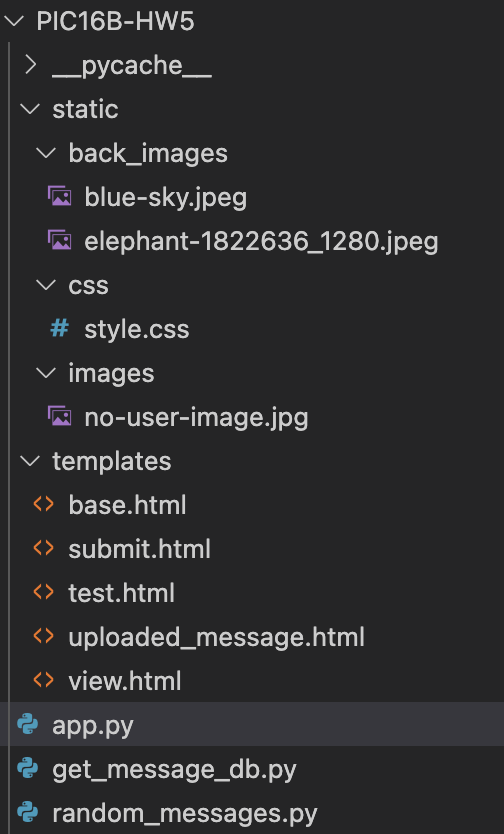 PIC16B-HW5
__pycache__
static
back_images
blue-sky.jpeg
elephant-1822636_1280.jpeg
css
# style.css
images
no-user-image.jpg
templates
<> base.html
<> submit.html
<> test.html
<> uploaded_message.html
<> view.html
app.py
get_message_db.py
random_messages.py